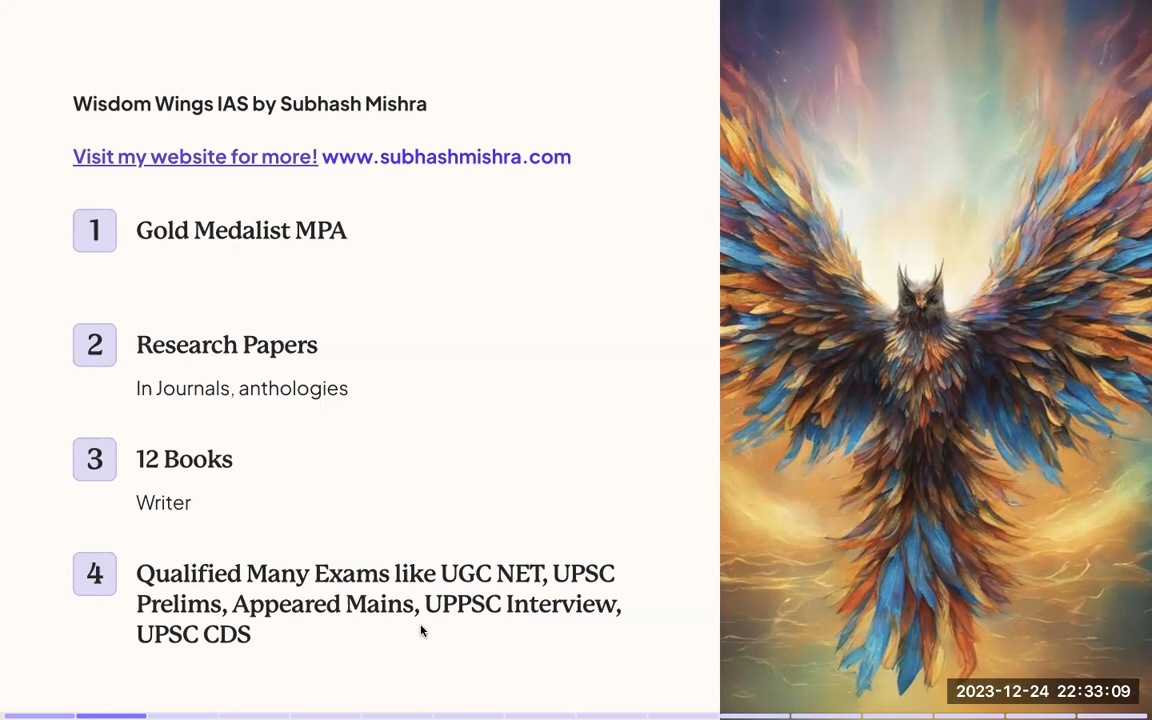 Wisdom Wings IAS by Subhash Mishra
Visit my website for more! www.subhashmishra.com
1 Gold Medalist MPA
2 Research Papers
In Journals, anthologies
3 12 Books
Writer
4 Qualified Many Exams like UGC NET, UPSC
Prelims, Appeared Mains, UPPSC Interview,
UPSC CDS
2023-12-24 22:33:09